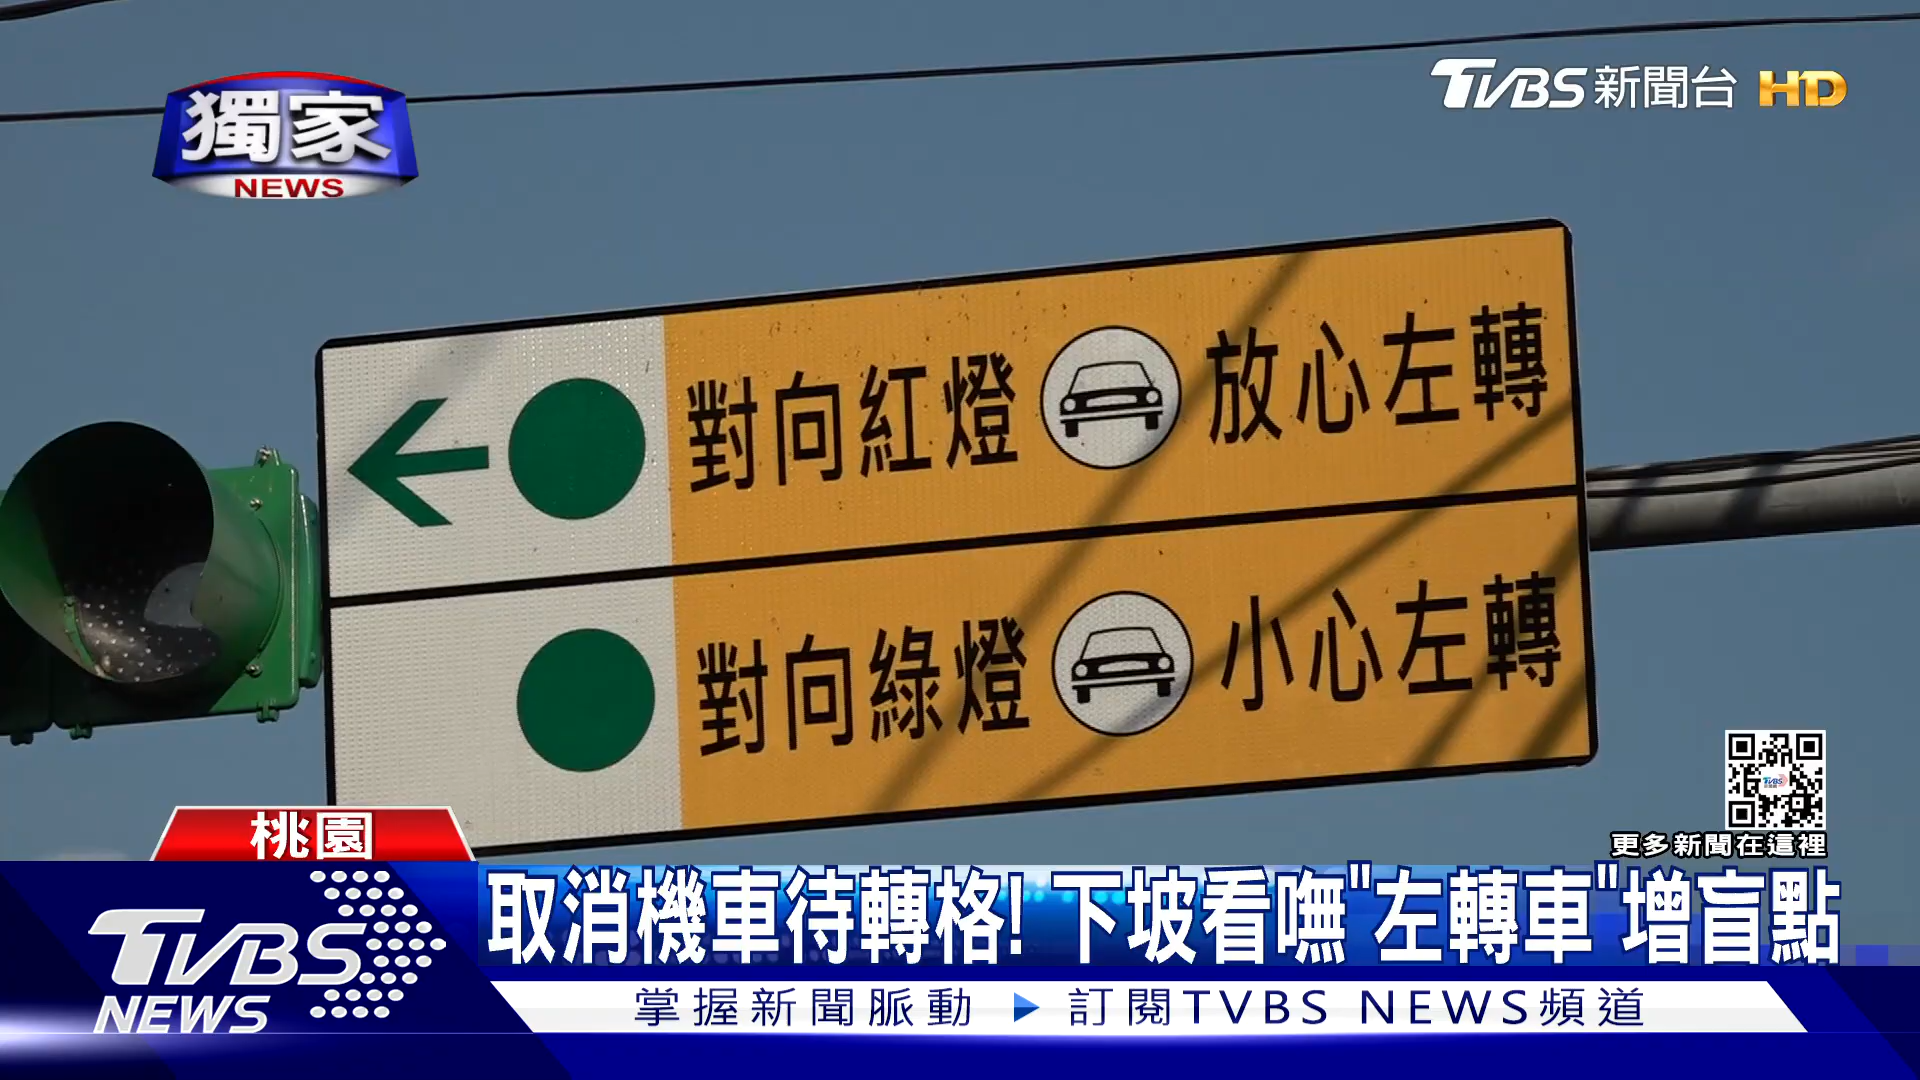 獨家
NEWS
TVBS新聞台 HD
對向紅燈 放心左轉
對向綠燈 小心左轉
TVBS
更多新聞在這裡
桃園
取消機車待轉格! 下坡看嘸"左轉車"增盲點
TVBS
NEWS
掌握新聞脈動 ▶ 訂閱TVBS NEWS頻道